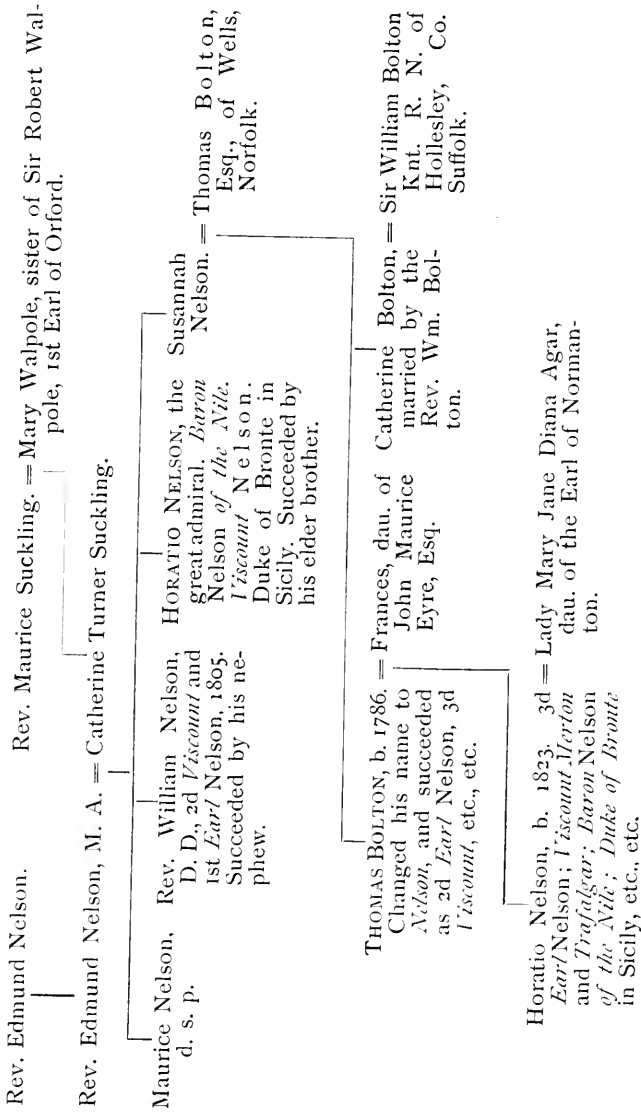 Rev. Edmund Nelson.
Rev. Maurice Suckling. = Mary Walpole, sister of Sir Robert Wal-
pole, 1st Earl of Orford.
Rev. Edmund Nelson, M. A. = Catherine Turner Suckling.
Maurice Nelson,
d. s. p.
Rev. William Nelson,
D. D., 2d Viscount and
1st Earl Nelson, 1805.
Succeeded by his ne-
phew.
HORATIO NELSON, the
great admiral. Baron
Nelson of the Nile.
Viscount Nelson.
Duke of Bronte in
Sicily. Succeeded by
his elder brother.
Susannah
Nelson.
= Thomas Bolton,
Esq., of Wells,
Norfolk.
THOMAS BOLTON, b. 1786.
Changed his name to
Nelson, and succeeded
as 2d Earl Nelson, 3d
Viscount, etc., etc.
= Frances, dau. of
John Maurice
Eyre, Esq.
Catherine Bolton,
married by the
Rev. Wm. Bol-
ton.
= Sir William Bolton
Knt. R. N. of
Hollesley, Co.
Suffolk.
Horatio Nelson, b. 1823. 3d
Earl Nelson; Viscount Merton
and Trafalgar; Baron Nelson
of the Nile; Duke of Bronte
in Sicily, etc., etc.
= Lady Mary Jane Diana Agar,
dau. of the Earl of Norman-
ton.